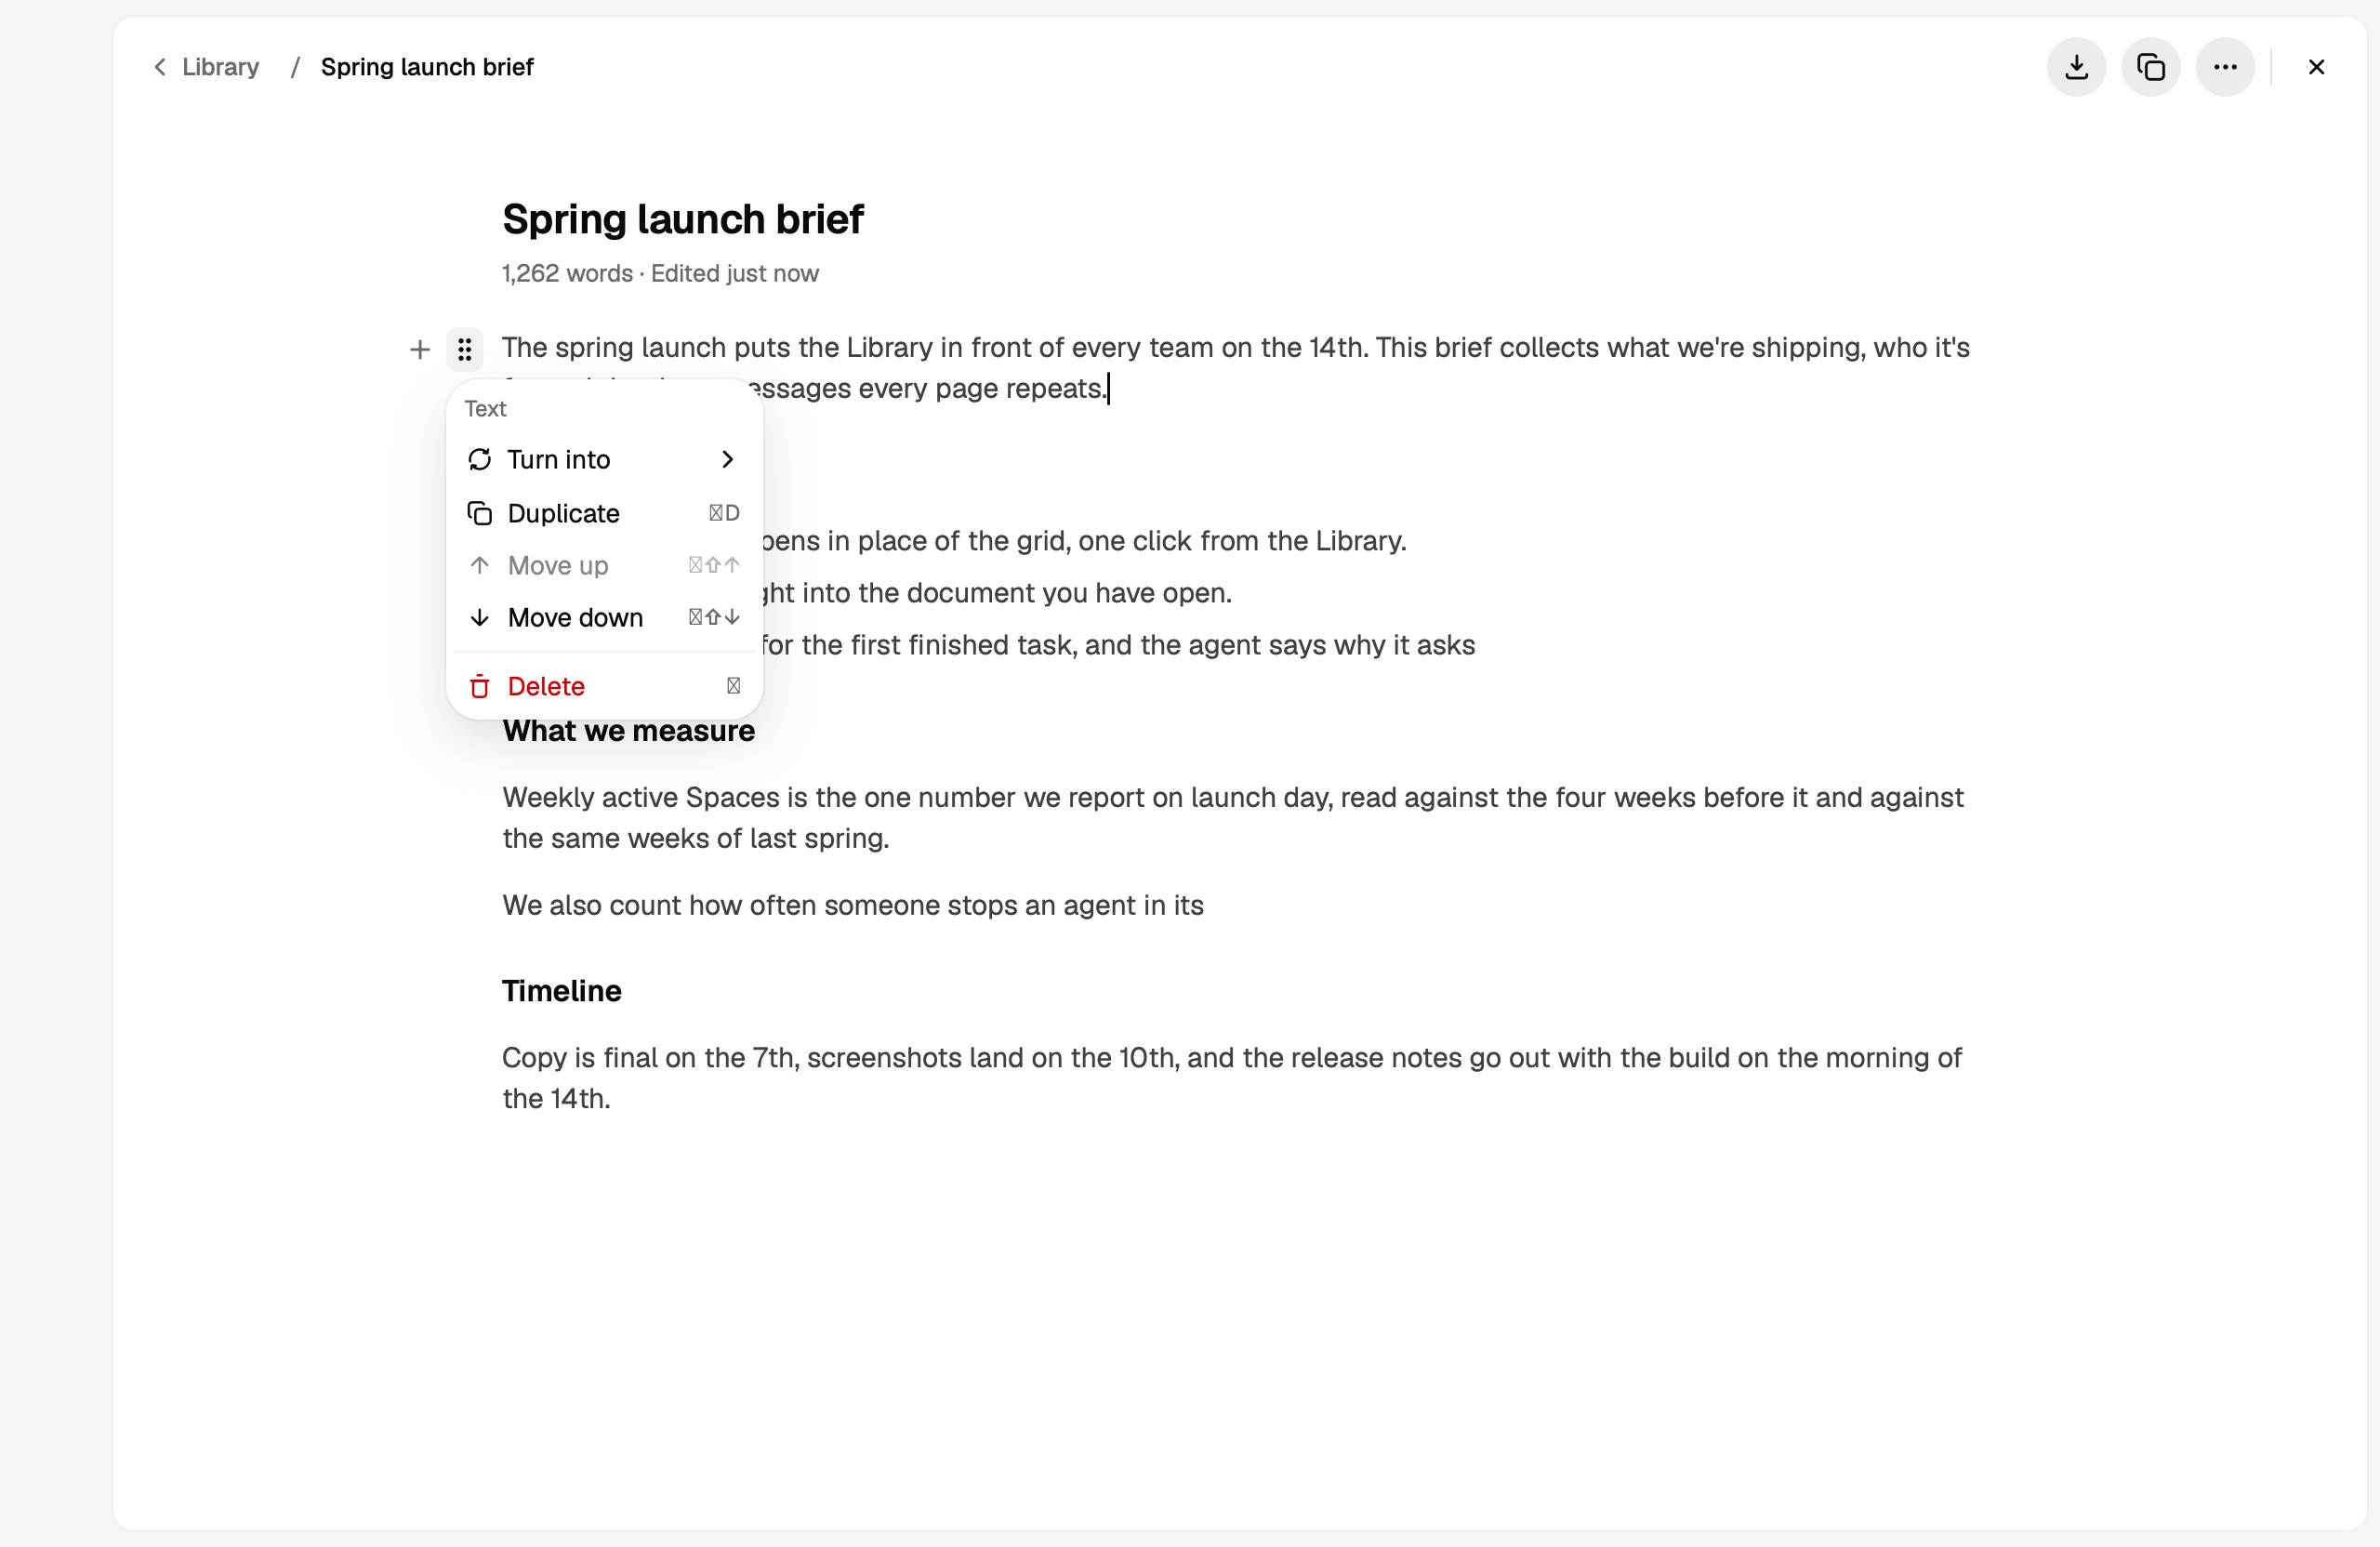 Library / Spring launch brief
Spring launch brief
1,262 words · Edited just now
The spring launch puts the Library in front of every team on the 14th. This brief collects what we're shipping, who it's
every page repeats.
Text
Turn into
Duplicate D
in place of the grid, one click from the Library.
Move up ⇧↑
into the document you have open.
Move down ⇧↓
for the first finished task, and the agent says why it asks
Delete
What we measure
Weekly active Spaces is the one number we report on launch day, read against the four weeks before it and against
the same weeks of last spring.
We also count how often someone stops an agent in its
Timeline
Copy is final on the 7th, screenshots land on the 10th, and the release notes go out with the build on the morning of
the 14th.